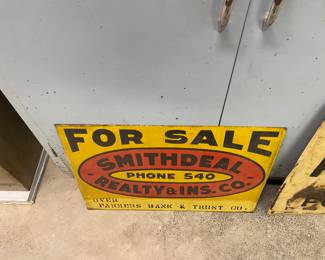 FOR SALE
SMITHDEAL
PHONE 540
REALTY & INS. CO.
OVER
FARMERS BANK & TRUST CO.